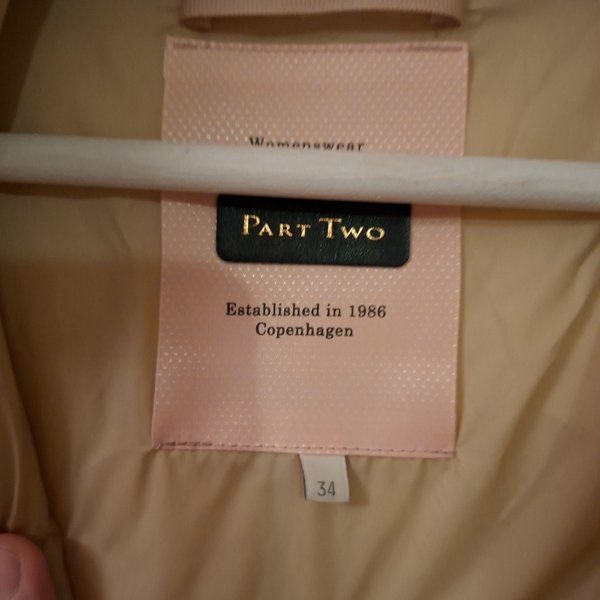 Womenswear
PART TWO
Established in 1986
Copenhagen
34